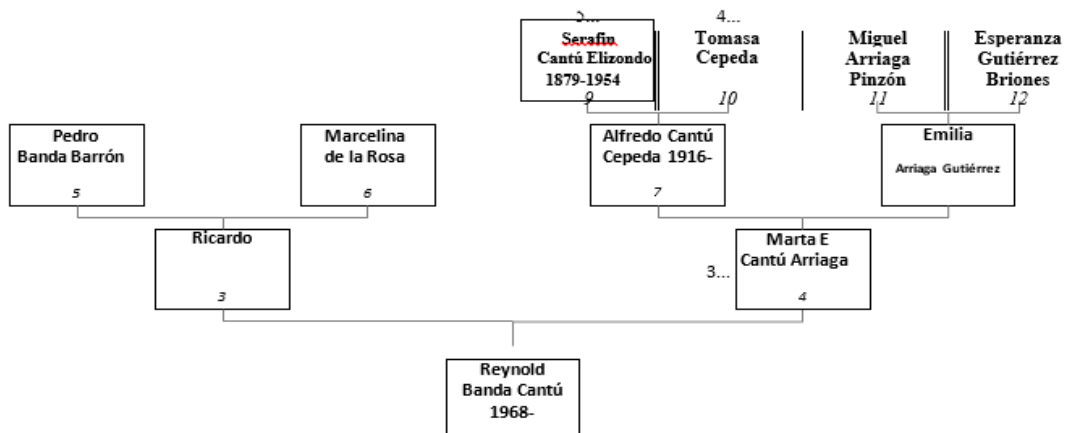 4...
Serafin
Cantú Elizondo
1879-1954
9
Tomasa
Cepeda
10
Miguel
Arriaga
Pinzón
11
Esperanza
Gutiérrez
Briones
12
Pedro
Banda Barrón
5
Marcelina
de la Rosa
6
Alfredo Cantú
Cepeda 1916-
7
Emilia
Arriaga Gutiérrez
Ricardo
3
3...
Marta E
Cantú Arriaga
4
Reynold
Banda Cantú
1968-